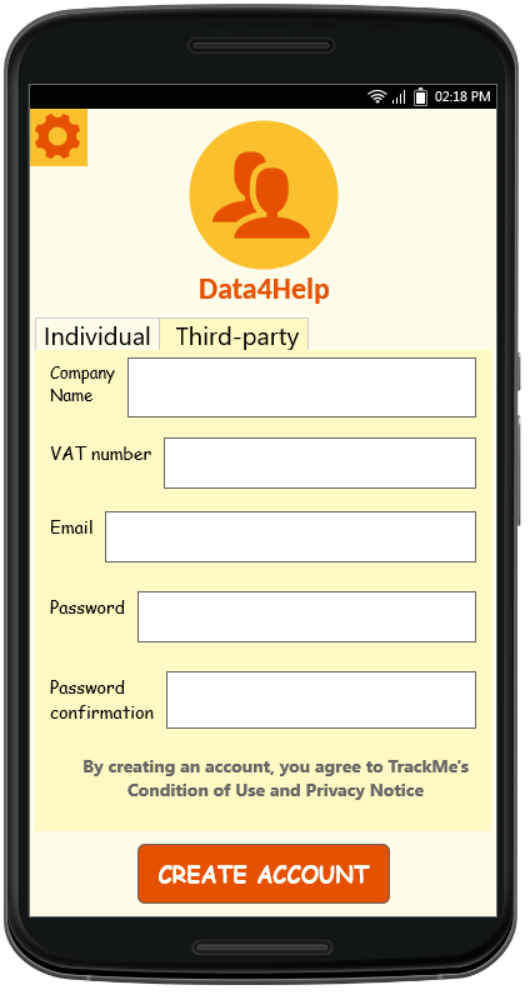 02:18 PM
Data4Help
Individual Third-party
Company
Name
VAT number
Email
Password
Password
confirmation
By creating an account, you agree to TrackMe's
Condition of Use and Privacy Notice
CREATE ACCOUNT